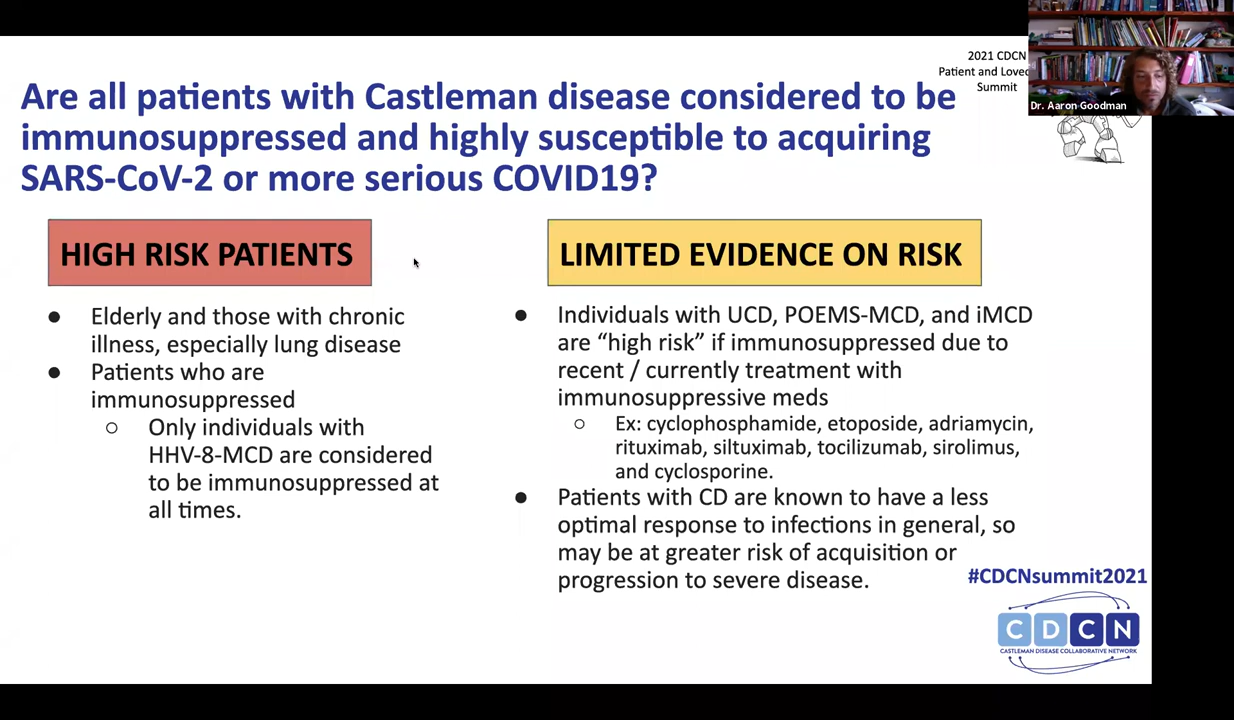 2021 CDCN
Patient and Loved
Summit
Dr. Aaron Goodman
Are all patients with Castleman disease considered to be
immunosuppressed and highly susceptible to acquiring
SARS-CoV-2 or more serious COVID19?
HIGH RISK PATIENTS
● Elderly and those with chronic
illness, especially lung disease
● Patients who are
immunosuppressed
○ Only individuals with
HHV-8-MCD are considered
to be immunosuppressed at
all times.
LIMITED EVIDENCE ON RISK
● Individuals with UCD, POEMS-MCD, and iMCD
are “high risk” if immunosuppressed due to
recent / currently treatment with
immunosuppressive meds
○ Ex: cyclophosphamide, etoposide, adriamycin,
rituximab, siltuximab, tocilizumab, sirolimus,
and cyclosporine.
● Patients with CD are known to have a less
optimal response to infections in general, so
may be at greater risk of acquisition or
progression to severe disease.
#CDCNsummit2021
CDCN
CASTLEMAN DISEASE COLLABORATIVE NETWORK